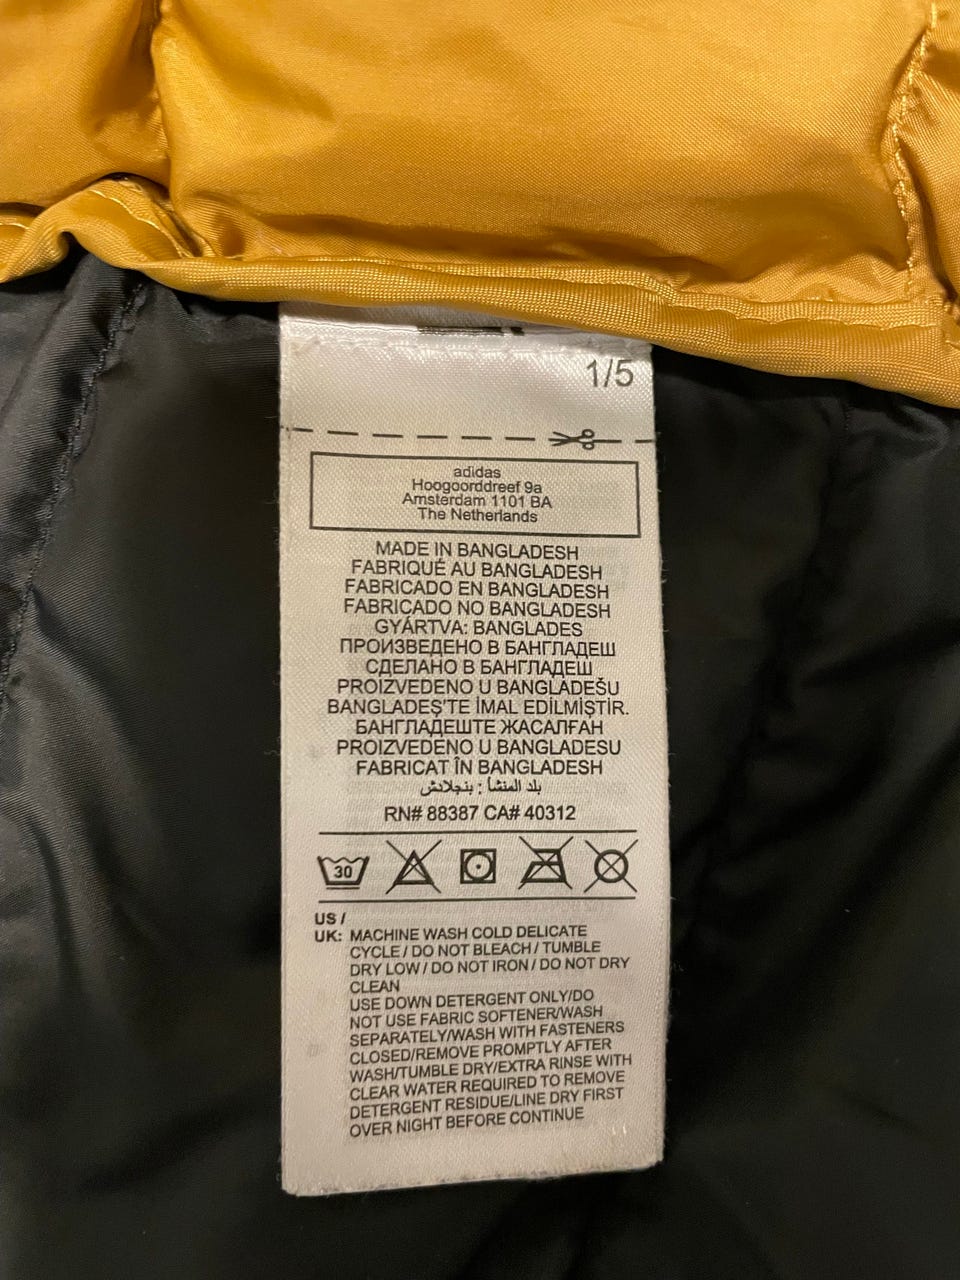 1/5
adidas
Hoogoorddreef 9a
Amsterdam 1101 BA
The Netherlands
MADE IN BANGLADESH
FABRIQUÉ AU BANGLADESH
FABRICADO EN BANGLADESH
FABRICADO NO BANGLADESH
GYÁRTVA: BANGLADES
ПРОИЗВЕДЕНО В БАНГЛАДЕШ
СДЕЛАНО В БАНГЛАДЕШ
PROIZVEDENO U BANGLADEŠU
BANGLADEŞ'TE İMAL EDİLMİŞTİR.
БАНГЛАДЕШТЕ ЖАСАЛҒАН
PROIZVEDENO U BANGLADESU
FABRICAT ÎN BANGLADESH
بلد المنشأ : بنجلادش
RN# 88387 CA# 40312
30
US /
UK: MACHINE WASH COLD DELICATE
CYCLE / DO NOT BLEACH / TUMBLE
DRY LOW / DO NOT IRON / DO NOT DRY
CLEAN
USE DOWN DETERGENT ONLY/DO
NOT USE FABRIC SOFTENER/WASH
SEPARATELY/WASH WITH FASTENERS
CLOSED/REMOVE PROMPTLY AFTER
WASH/TUMBLE DRY/EXTRA RINSE WITH
CLEAR WATER REQUIRED TO REMOVE
DETERGENT RESIDUE/LINE DRY FIRST
OVER NIGHT BEFORE CONTINUE